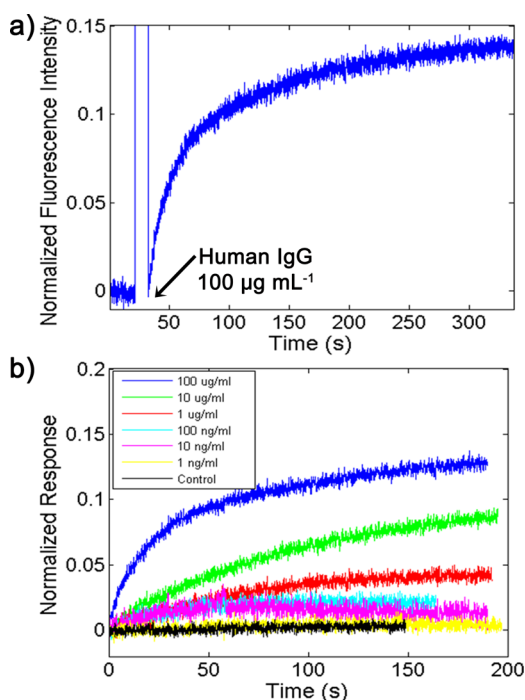 a)
Normalized Fluorescence Intensity
0.15
0.1
0.05
0
Human IgG
100 µg mL⁻¹
50 100 150 200 250 300
Time (s)
b)
Normalized Response
0.2
0.15
0.1
0.05
0
100 ug/ml
10 ug/ml
1 ug/ml
100 ng/ml
10 ng/ml
1 ng/ml
Control
0 50 100 150 200
Time (s)